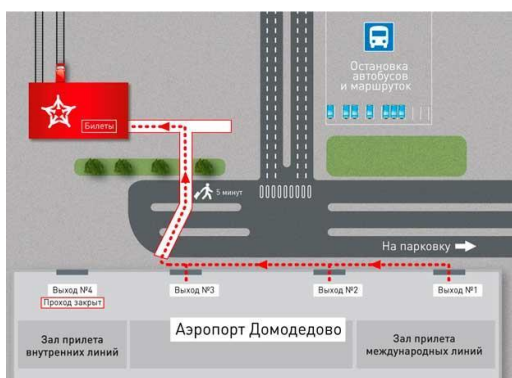 Остановка
автобусов
и маршруток
Билеты
5 минут
На парковку
Выход №4
Проход закрыт
Выход №3
Выход №2
Выход №1
Зал прилета
внутренних линий
Аэропорт Домодедово
Зал прилета
международных линий